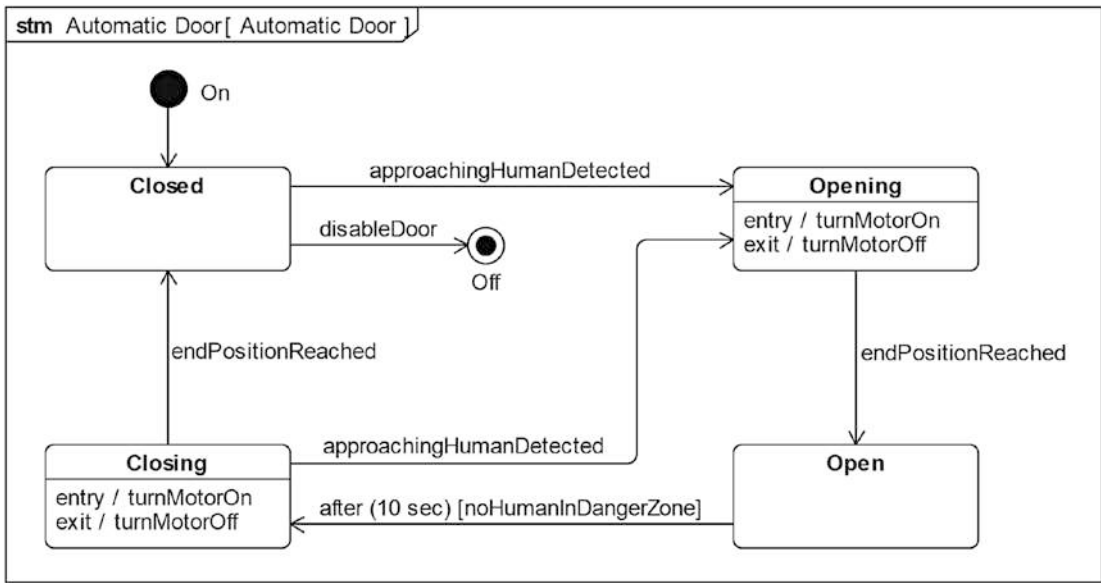 stm Automatic Door[ Automatic Door ]
On
Closed
approachingHumanDetected
Opening
entry / turnMotorOn
exit / turnMotorOff
disableDoor
Off
endPositionReached
endPositionReached
Closing
entry / turnMotorOn
exit / turnMotorOff
approachingHumanDetected
Open
after (10 sec) [noHumanInDangerZone]